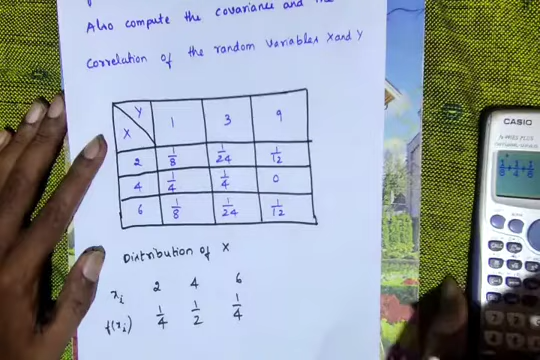 Also compute the covariance and the
Correlation of the random variables X and Y
Y
X 1 3 9
2 1/8 1/24 1/12
4 1/4 1/4 0
6 1/8 1/24 1/12
Distribution of X
xi 2 4 6
f(xi) 1/4 1/2 1/4
CASIO